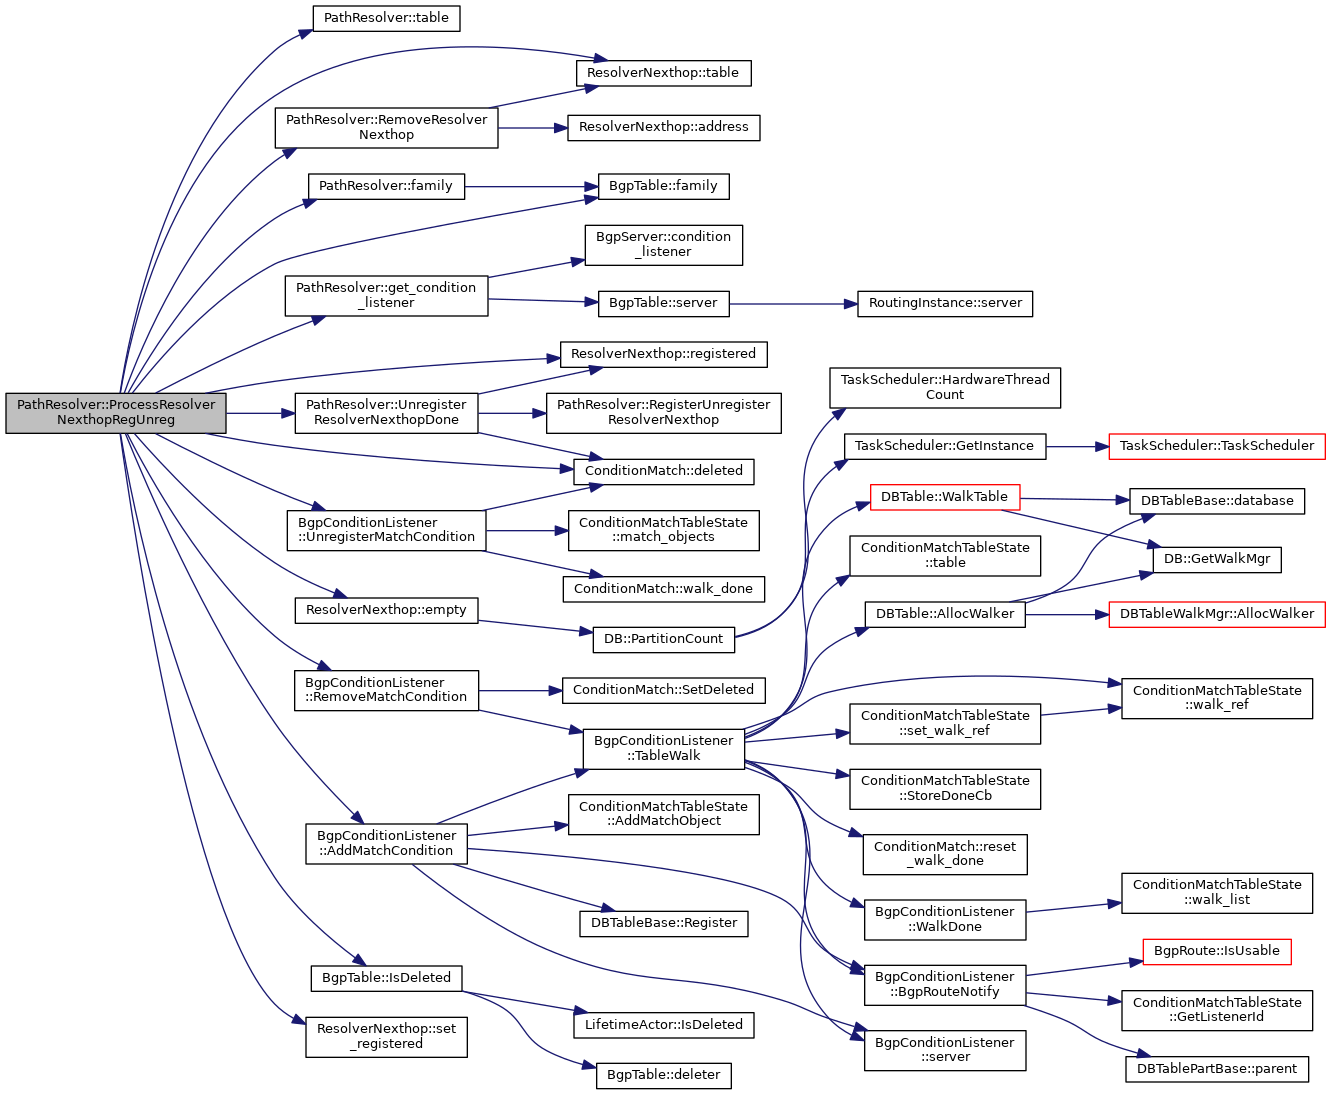 PathResolver::table
ResolverNexthop::table
PathResolver::RemoveResolver
Nexthop
ResolverNexthop::address
PathResolver::family
BgpTable::family
BgpServer::condition
_listener
PathResolver::get_condition
_listener
BgpTable::server
RoutingInstance::server
ResolverNexthop::registered
TaskScheduler::HardwareThread
Count
PathResolver::ProcessResolver
NexthopRegUnreg
PathResolver::Unregister
ResolverNexthopDone
PathResolver::RegisterUnregister
ResolverNexthop
TaskScheduler::GetInstance
TaskScheduler::TaskScheduler
ConditionMatch::deleted
DBTable::WalkTable
DBTableBase::database
BgpConditionListener
::UnregisterMatchCondition
ConditionMatchTableState
::match_objects
ConditionMatchTableState
::table
DB::GetWalkMgr
ConditionMatch::walk_done
ResolverNexthop::empty
DBTable::AllocWalker
DBTableWalkMgr::AllocWalker
DB::PartitionCount
BgpConditionListener
::RemoveMatchCondition
ConditionMatch::SetDeleted
ConditionMatchTableState
::walk_ref
ConditionMatchTableState
::set_walk_ref
BgpConditionListener
::TableWalk
ConditionMatchTableState
::StoreDoneCb
ConditionMatchTableState
::AddMatchObject
BgpConditionListener
::AddMatchCondition
ConditionMatch::reset
_walk_done
ConditionMatchTableState
::walk_list
BgpConditionListener
::WalkDone
DBTableBase::Register
BgpRoute::IsUsable
BgpTable::IsDeleted
BgpConditionListener
::BgpRouteNotify
ConditionMatchTableState
::GetListenerId
LifetimeActor::IsDeleted
ResolverNexthop::set
_registered
BgpConditionListener
::server
BgpTable::deleter
DBTablePartBase::parent